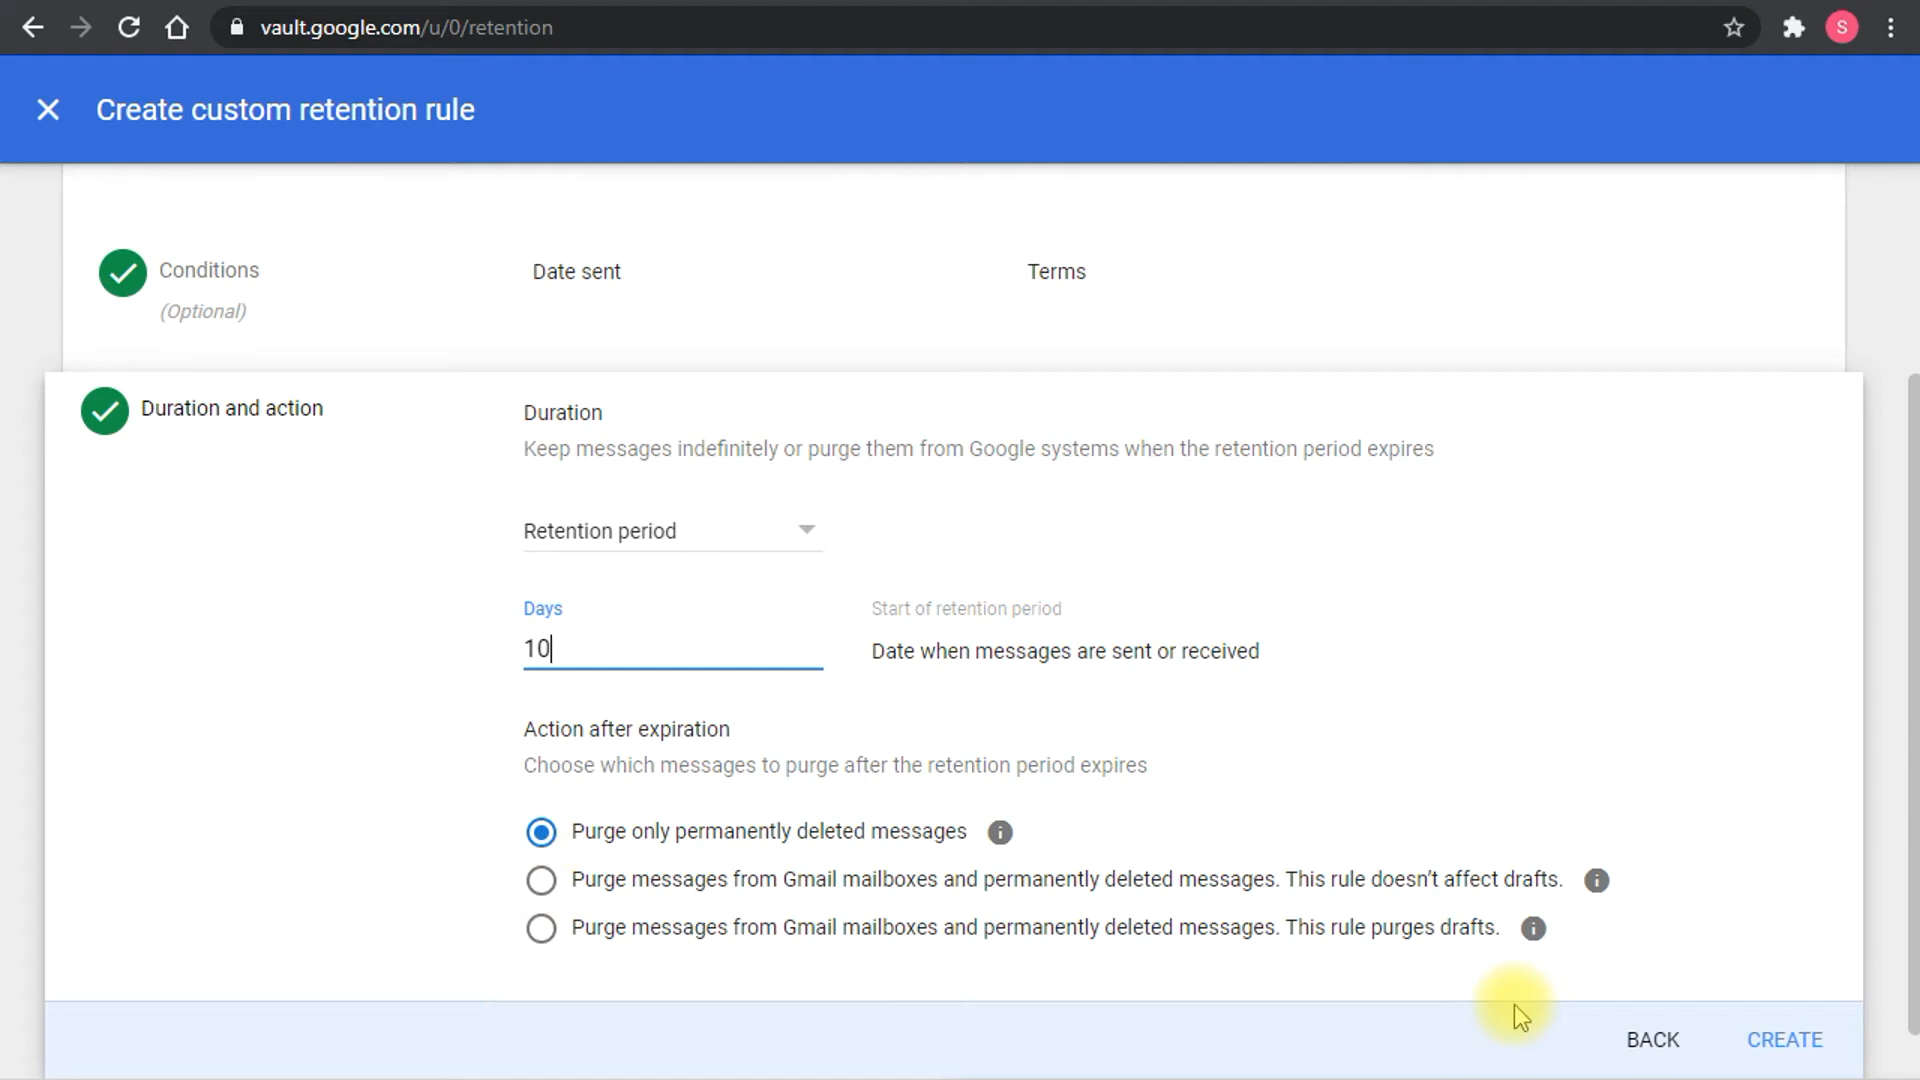 vault.google.com/u/0/retention
S
Create custom retention rule
Conditions
Date sent
Terms
(Optional)
Duration and action
Duration
Keep messages indefinitely or purge them from Google systems when the retention period expires
Retention period
Days
Start of retention period
10
Date when messages are sent or received
Action after expiration
Choose which messages to purge after the retention period expires
Purge only permanently deleted messages
Purge messages from Gmail mailboxes and permanently deleted messages. This rule doesn't affect drafts.
Purge messages from Gmail mailboxes and permanently deleted messages. This rule purges drafts.
BACK
CREATE